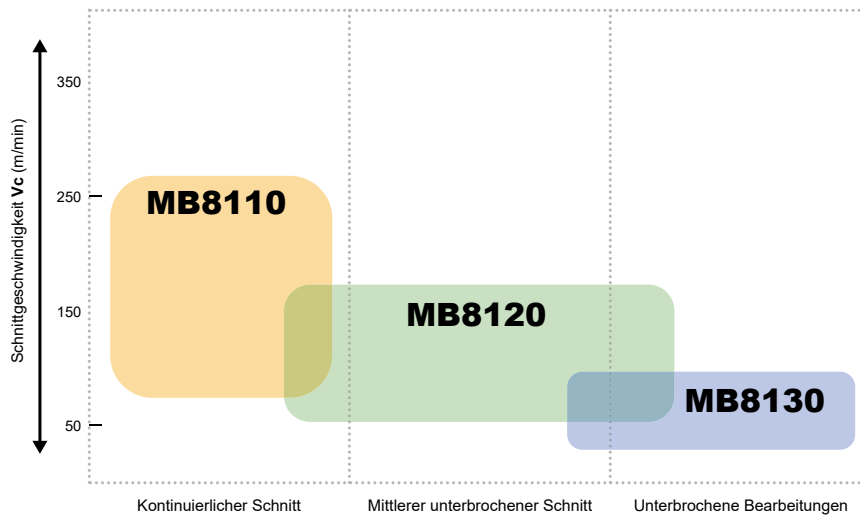 Schnittgeschwindigkeit Vc (m/min)
350
250
150
50
MB8110
MB8120
MB8130
Kontinuierlicher Schnitt
Mittlerer unterbrochener Schnitt
Unterbrochene Bearbeitungen